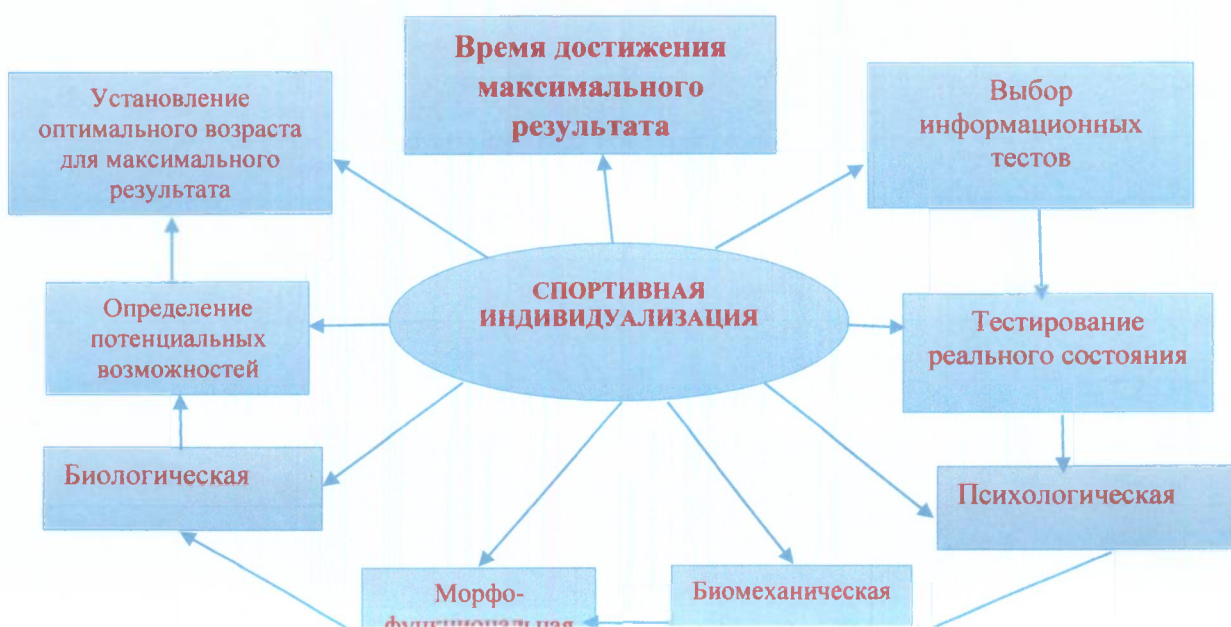 Время достижения
максимального
результата
Установление
оптимального возраста
для максимального
результата
Выбор
информационных
тестов
СПОРТИВНАЯ
ИНДИВИДУАЛИЗАЦИЯ
Определение
потенциальных
возможностей
Тестирование
реального состояния
Биологическая
Психологическая
Морфо-
функциональная
Биомеханическая